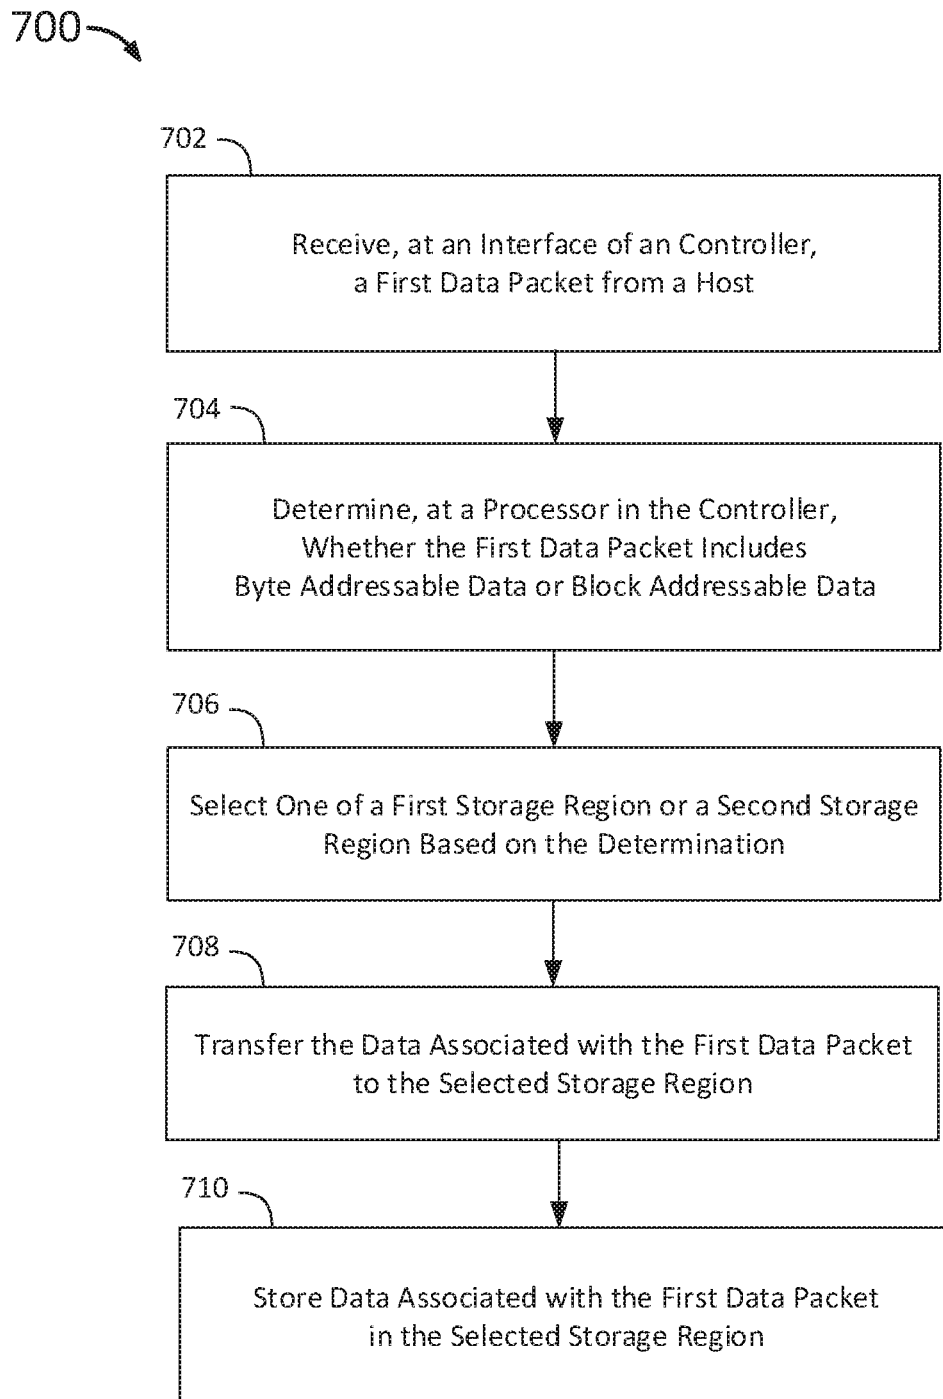 700
702
Receive, at an Interface of an Controller,
a First Data Packet from a Host
704
Determine, at a Processor in the Controller,
Whether the First Data Packet Includes
Byte Addressable Data or Block Addressable Data
706
Select One of a First Storage Region or a Second Storage
Region Based on the Determination
708
Transfer the Data Associated with the First Data Packet
to the Selected Storage Region
710
Store Data Associated with the First Data Packet
in the Selected Storage Region